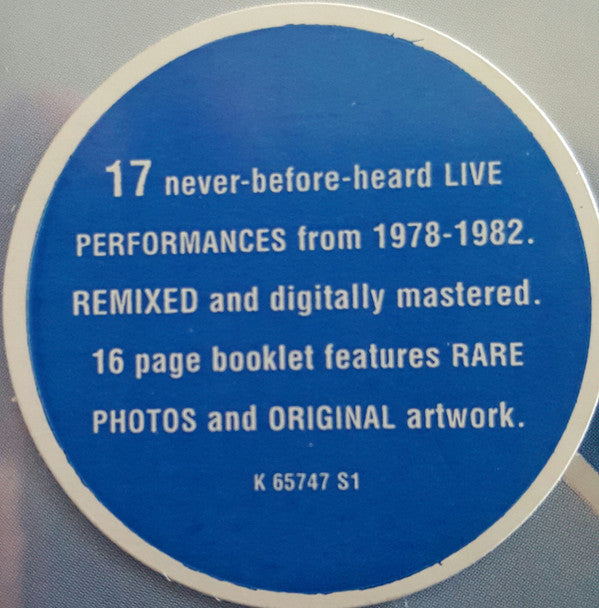 17 never-before-heard LIVE
PERFORMANCES from 1978-1982.
REMIXED and digitally mastered.
16 page booklet features RARE
PHOTOS and ORIGINAL artwork.
K 65747 S1